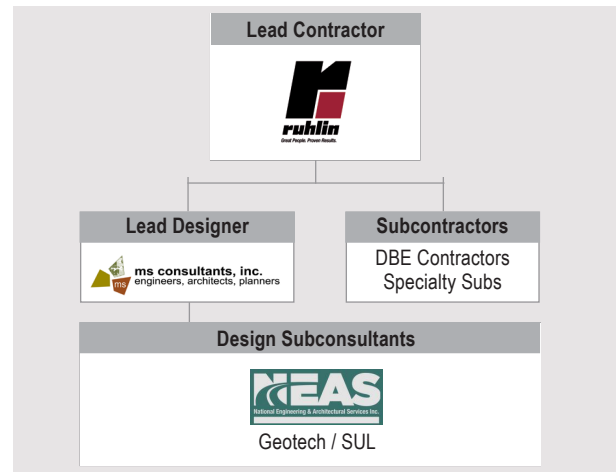 Lead Contractor
ruhlin
Great People. Proven Results.
Lead Designer
ms
ms consultants, inc.
engineers, architects, planners
Subcontractors
DBE Contractors
Specialty Subs
Design Subconsultants
NEAS
National Engineering & Architectural Services Inc.
Geotech / SUL